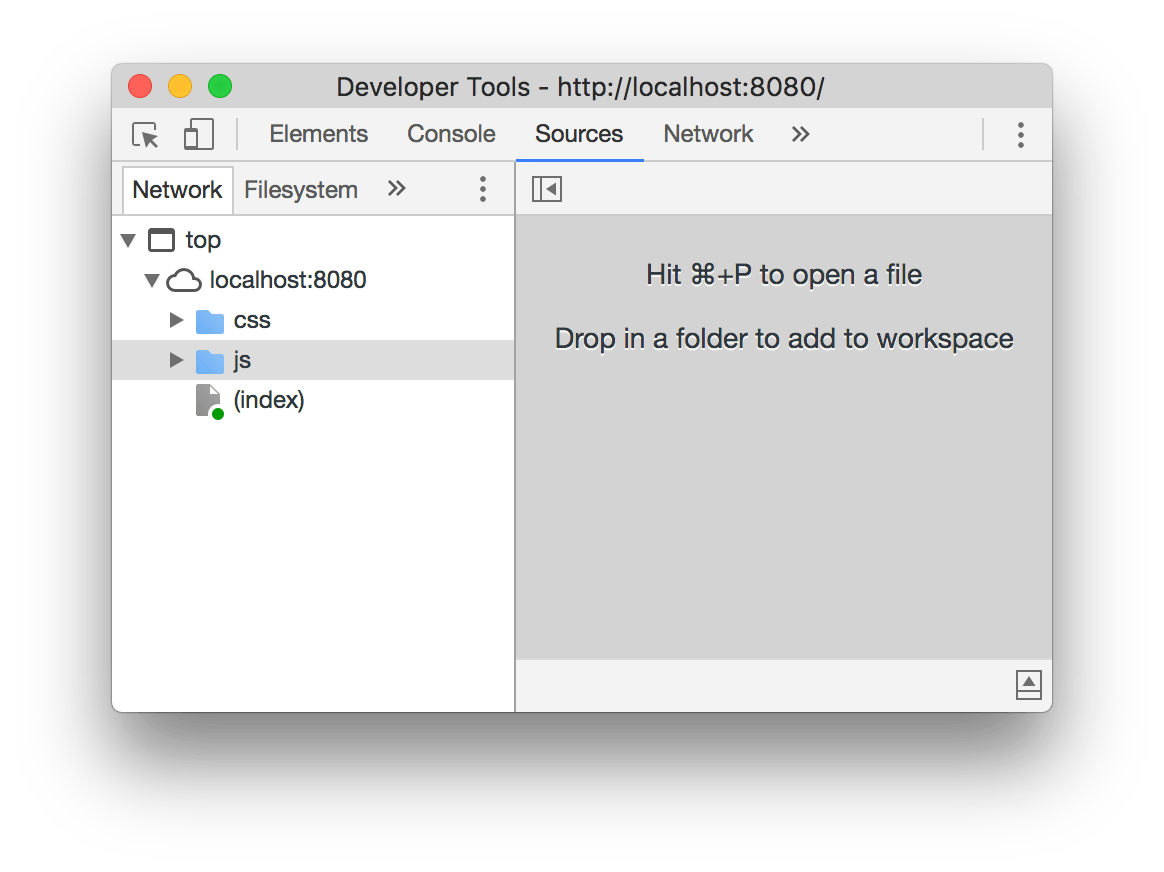 Developer Tools - http://localhost:8080/
Elements Console Sources Network »
Network Filesystem »
top
localhost:8080
css
js
(index)
Hit ⌘+P to open a file
Drop in a folder to add to workspace